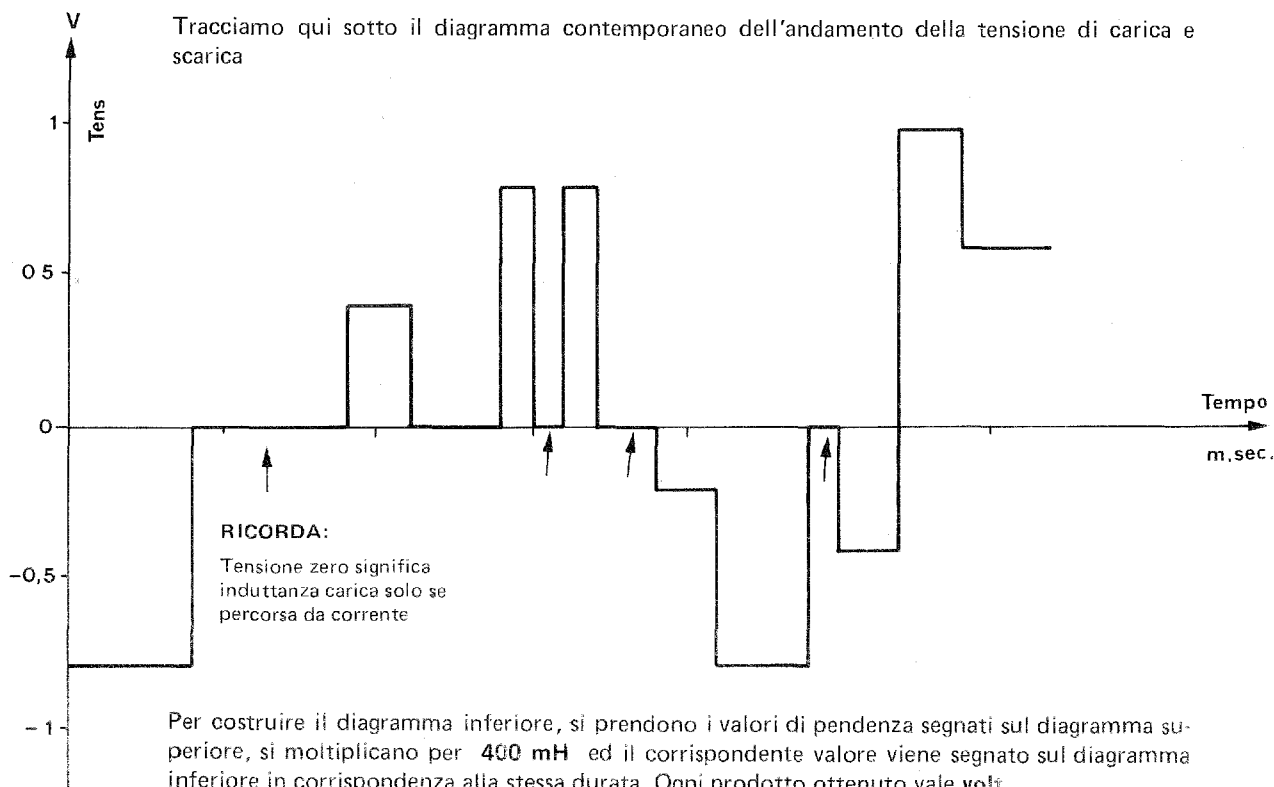 V
Tracciamo qui sotto il diagramma contemporaneo dell'andamento della tensione di carica e
scarica
Tens
1
0 5
0
Tempo
m.sec.
RICORDA:
Tensione zero significa
induttanza carica solo se
percorsa da corrente
-0,5
- 1
Per costruire il diagramma inferiore, si prendono i valori di pendenza segnati sul diagramma su-
periore, si moltiplicano per 400 mH ed il corrispondente valore viene segnato sul diagramma
inferiore in corrispondenza alla stessa durata. Ogni prodotto ottenuto vale volt